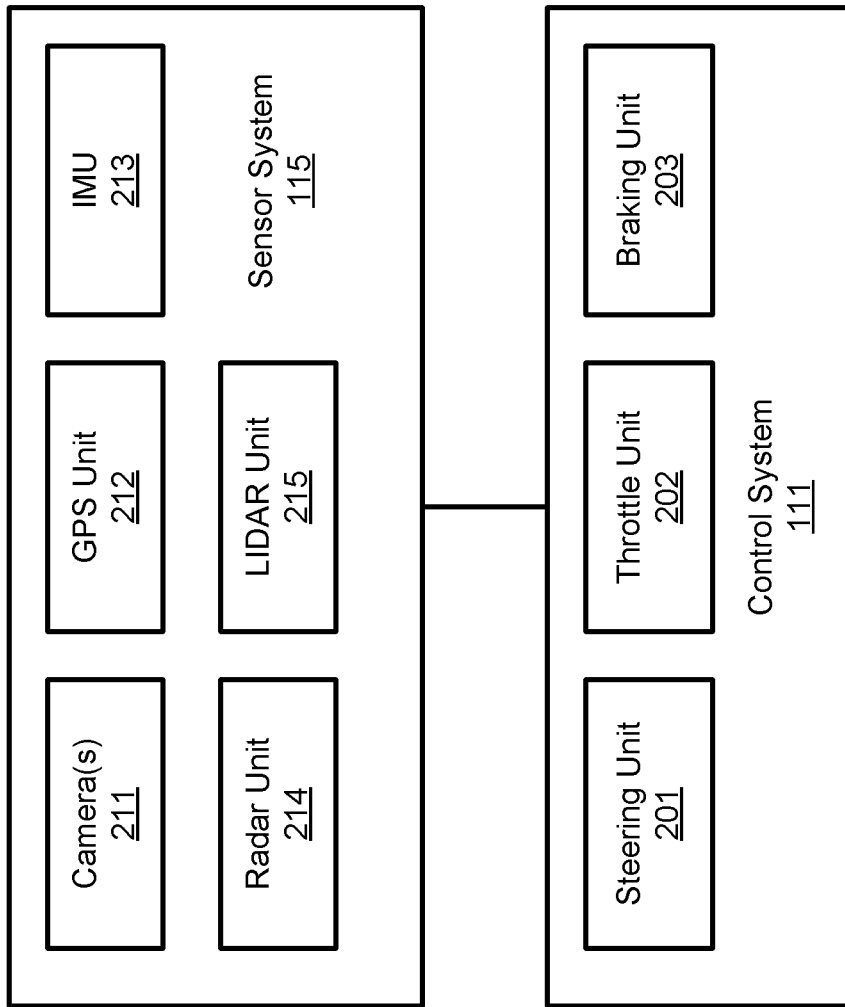 Camera(s)
211
GPS Unit
212
IMU
213
Radar Unit
214
LIDAR Unit
215
Sensor System
115
Steering Unit
201
Throttle Unit
202
Braking Unit
203
Control System
111